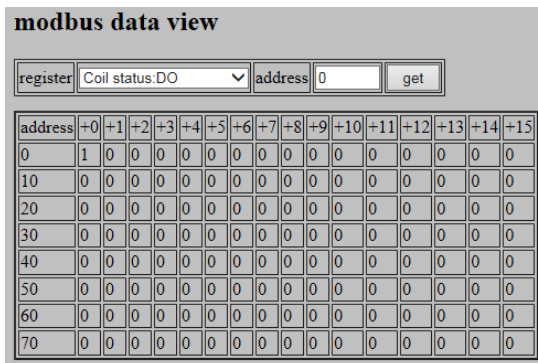 modbus data view
register Coil status:DO address 0 get
address +0 +1 +2 +3 +4 +5 +6 +7 +8 +9 +10 +11 +12 +13 +14 +15
0 1 0 0 0 0 0 0 0 0 0 0 0 0 0 0 0
10 0 0 0 0 0 0 0 0 0 0 0 0 0 0 0 0
20 0 0 0 0 0 0 0 0 0 0 0 0 0 0 0 0
30 0 0 0 0 0 0 0 0 0 0 0 0 0 0 0 0
40 0 0 0 0 0 0 0 0 0 0 0 0 0 0 0 0
50 0 0 0 0 0 0 0 0 0 0 0 0 0 0 0 0
60 0 0 0 0 0 0 0 0 0 0 0 0 0 0 0 0
70 0 0 0 0 0 0 0 0 0 0 0 0 0 0 0 0